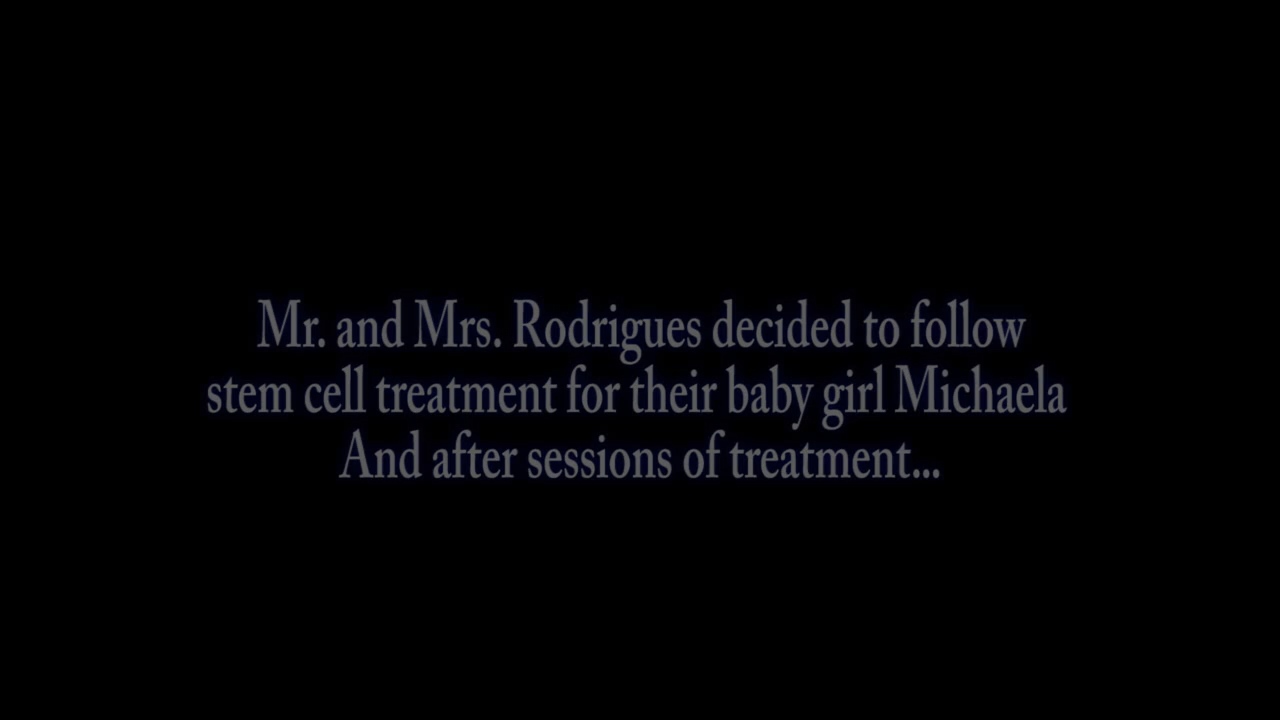 Mr. and Mrs. Rodrigues decided to follow
stem cell treatment for their baby girl Michaela
And after sessions of treatment...